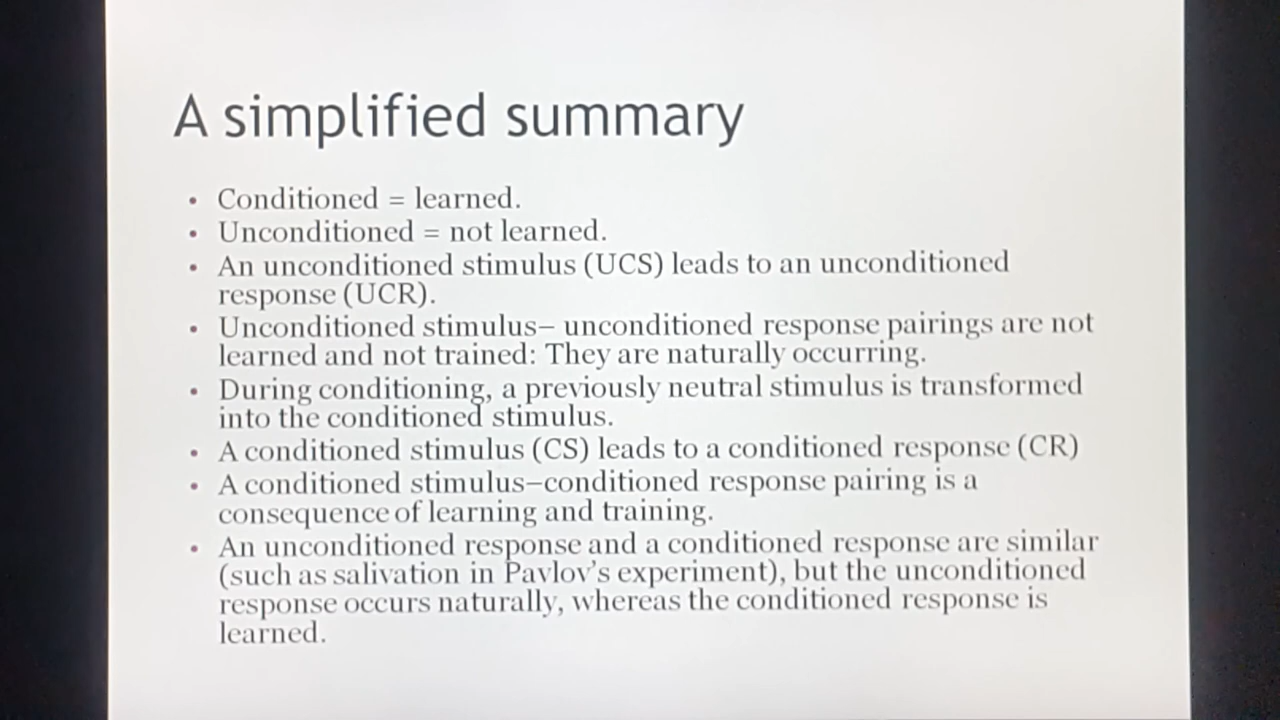 A simplified summary
• Conditioned = learned.
• Unconditioned = not learned.
• An unconditioned stimulus (UCS) leads to an unconditioned
response (UCR).
• Unconditioned stimulus– unconditioned response pairings are not
learned and not trained: They are naturally occurring.
• During conditioning, a previously neutral stimulus is transformed
into the conditioned stimulus.
• A conditioned stimulus (CS) leads to a conditioned response (CR)
• A conditioned stimulus–conditioned response pairing is a
consequence of learning and training.
• An unconditioned response and a conditioned response are similar
(such as salivation in Pavlov's experiment), but the unconditioned
response occurs naturally, whereas the conditioned response is
learned.